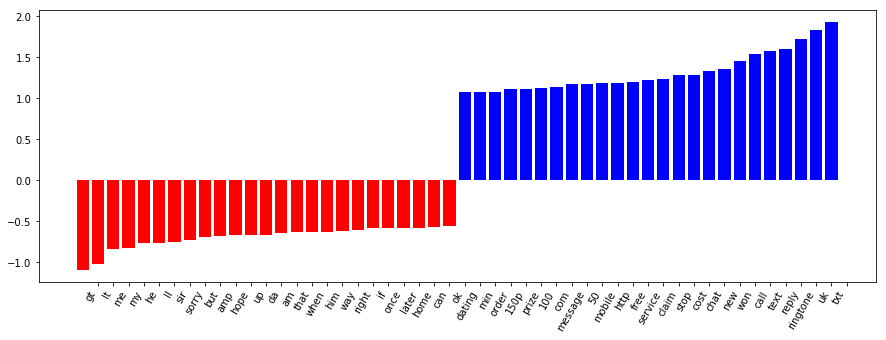 2.0
1.5
1.0
0.5
0.0
−0.5
−1.0
gt
lt
me
my
he
ll
sir
sorry
but
amp
hope
up
da
am
that
when
him
way
right
if
once
later
home
can
ok
dating
min
order
150p
prize
100
com
message
50
mobile
http
free
service
claim
stop
cost
chat
new
won
call
text
reply
ringtone
uk
txt